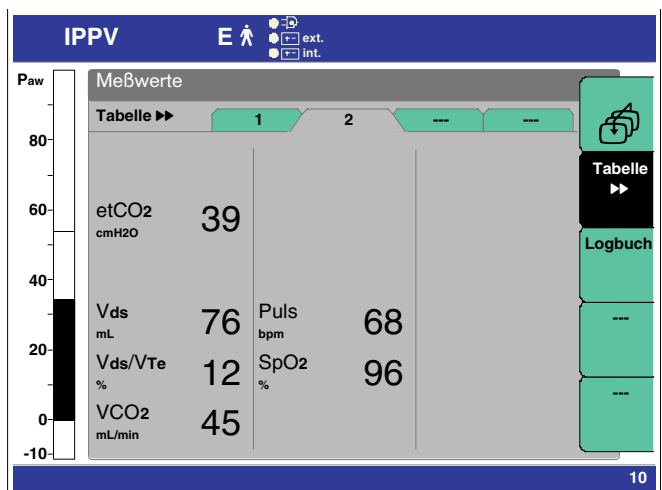 IPPV E
ext.
int.
Paw
80
60
40
20
0
-10
Meßwerte
Tabelle ▶▶ 1 2 --- ---
etCO2 39
cmH2O
Vds 76 Puls 68
mL bpm
Vds/VTe 12 SpO2 96
% %
VCO2 45
mL/min
Tabelle
▶▶
Logbuch
---
---
10